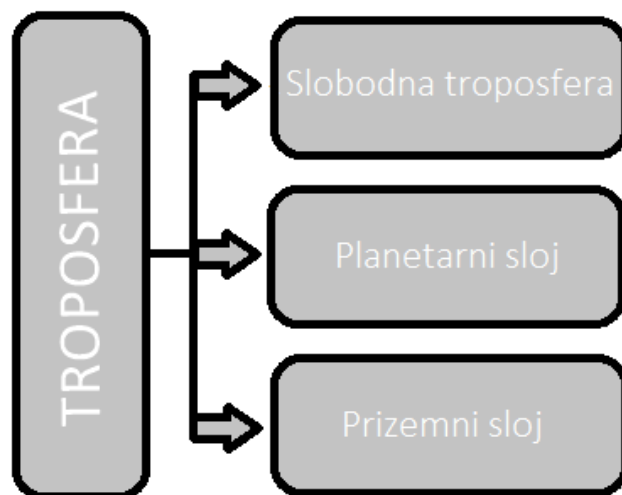 TROPOSFERA
Slobodna troposfera
Planetarni sloj
Prizemni sloj